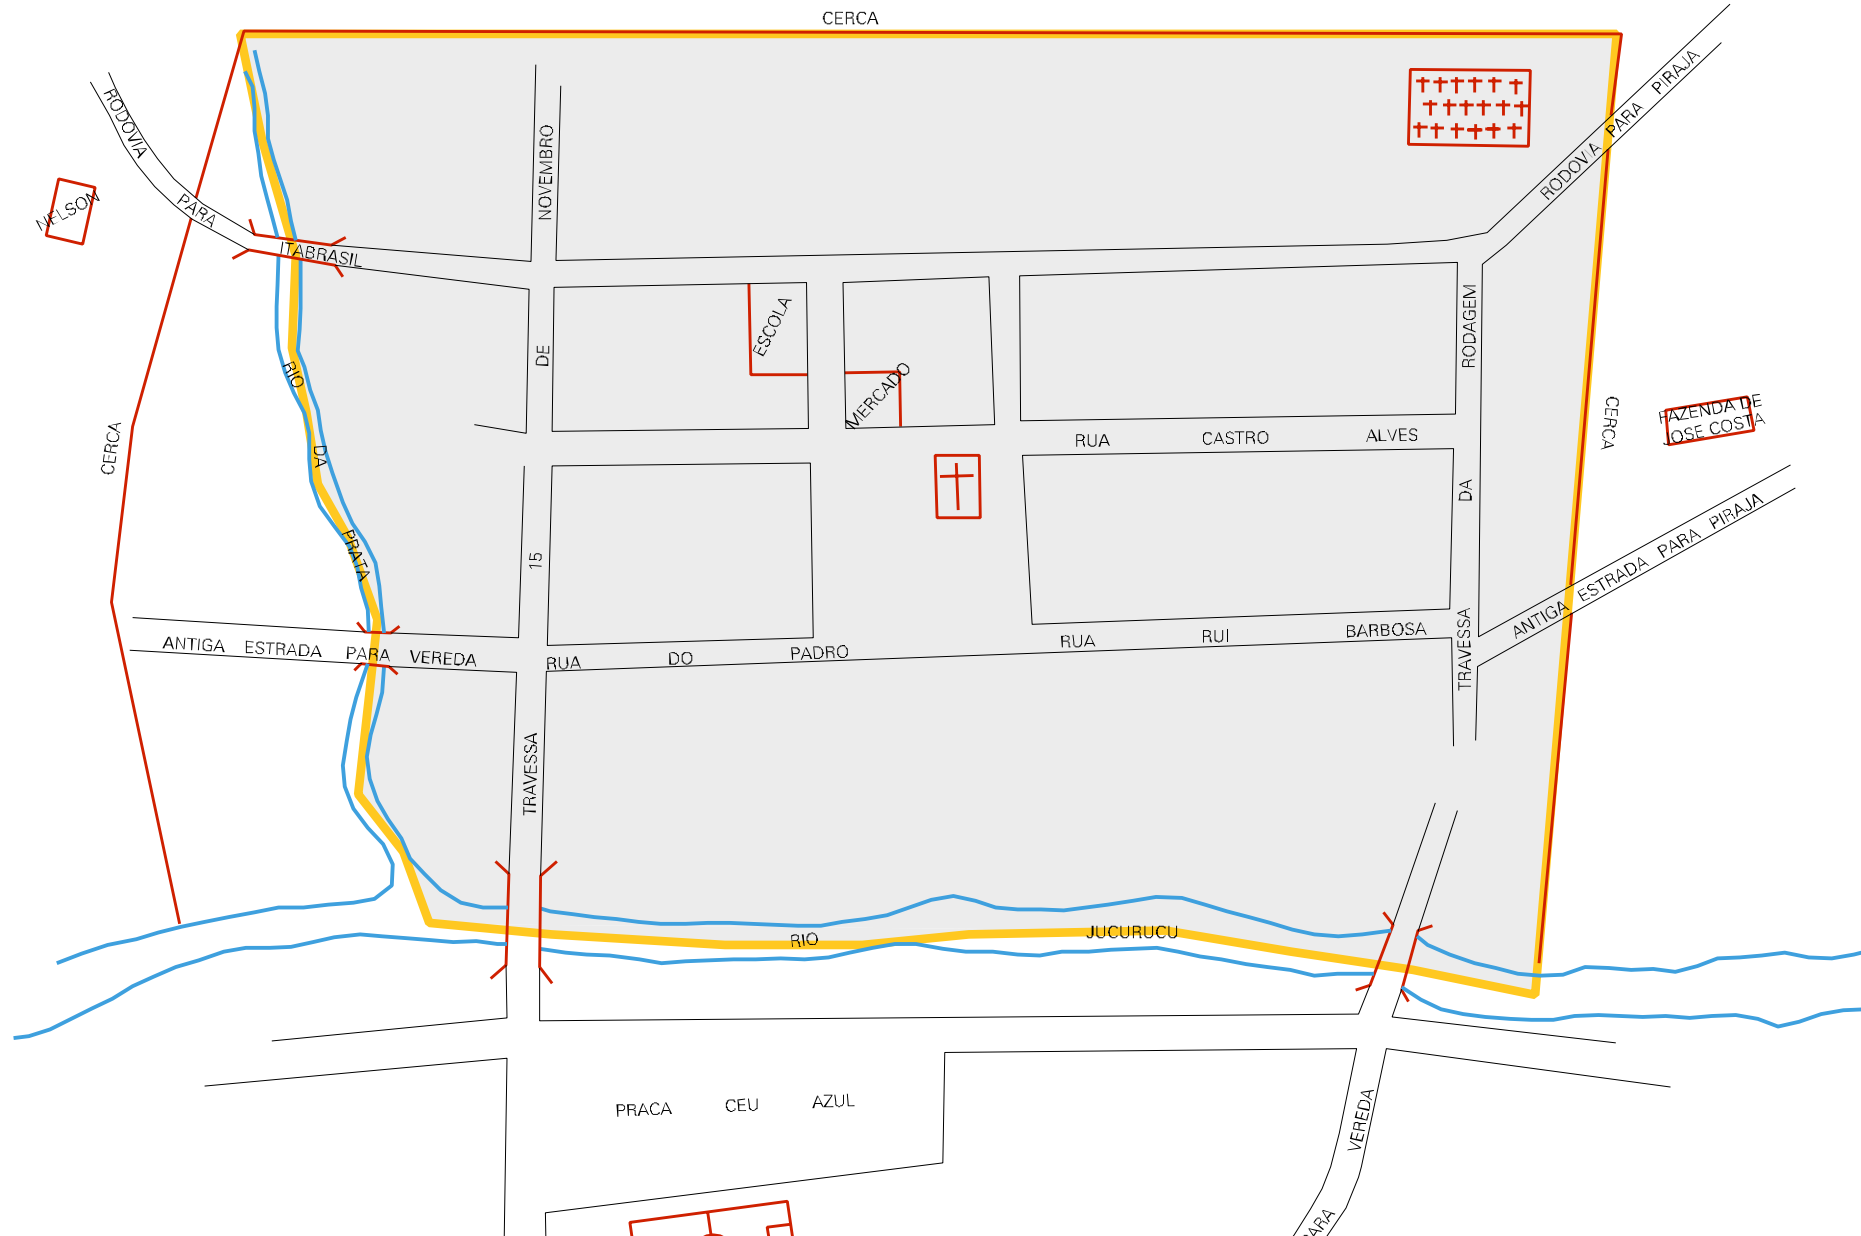 CERCA
RODOVIA PARA ITABRASIL
RODOVIA PARA PIRAJA
NELSON
TRAVESSA 15 DE NOVEMBRO
ESCOLA
MERCADO
TRAVESSA DA RODAGEM
RIO DA PRATA
CERCA
CERCA
FAZENDA DE
JOSE COSTA
RUA CASTRO ALVES
ANTIGA ESTRADA PARA PIRAJA
ANTIGA ESTRADA PARA VEREDA
RUA DO PADRO
RUA RUI BARBOSA
RIO JUCURUCU
PRACA CEU AZUL
PARA VEREDA